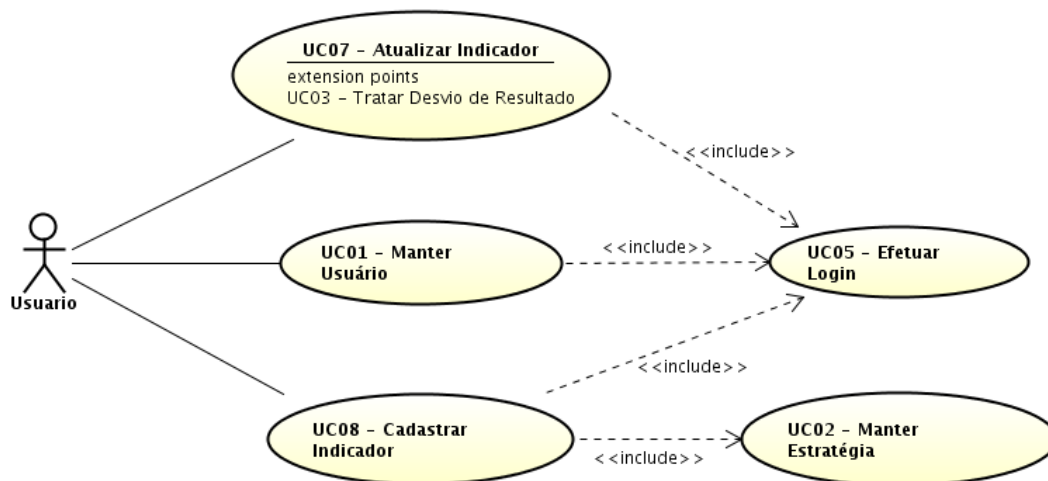 UC07 - Atualizar Indicador
extension points
UC03 - Tratar Desvio de Resultado
<<include>>
Usuario
UC01 - Manter
Usuário
<<include>>
UC05 - Efetuar
Login
<<include>>
UC08 - Cadastrar
Indicador
<<include>>
UC02 - Manter
Estratégia